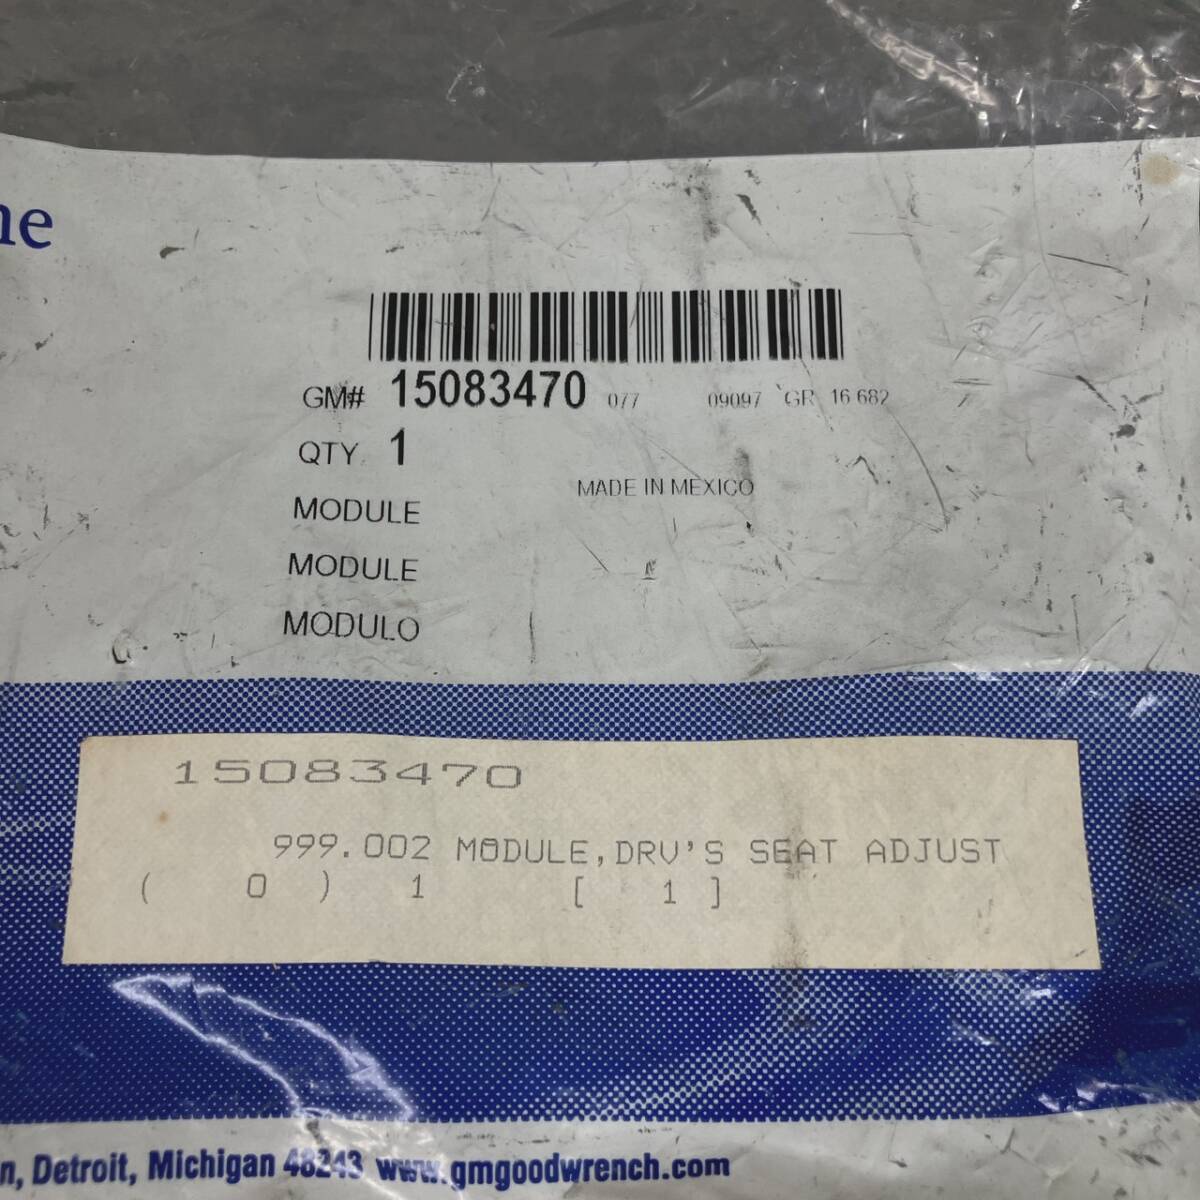 GM# 15083470 077 09097 GR 16 682
QTY 1
MADE IN MEXICO
MODULE
MODULE
MODULO
15083470
999.002 MODULE,DRV'S SEAT ADJUST
( 0 ) 1 [ 1 ]
Detroit, Michigan 48243 www.gmgoodwrench.com